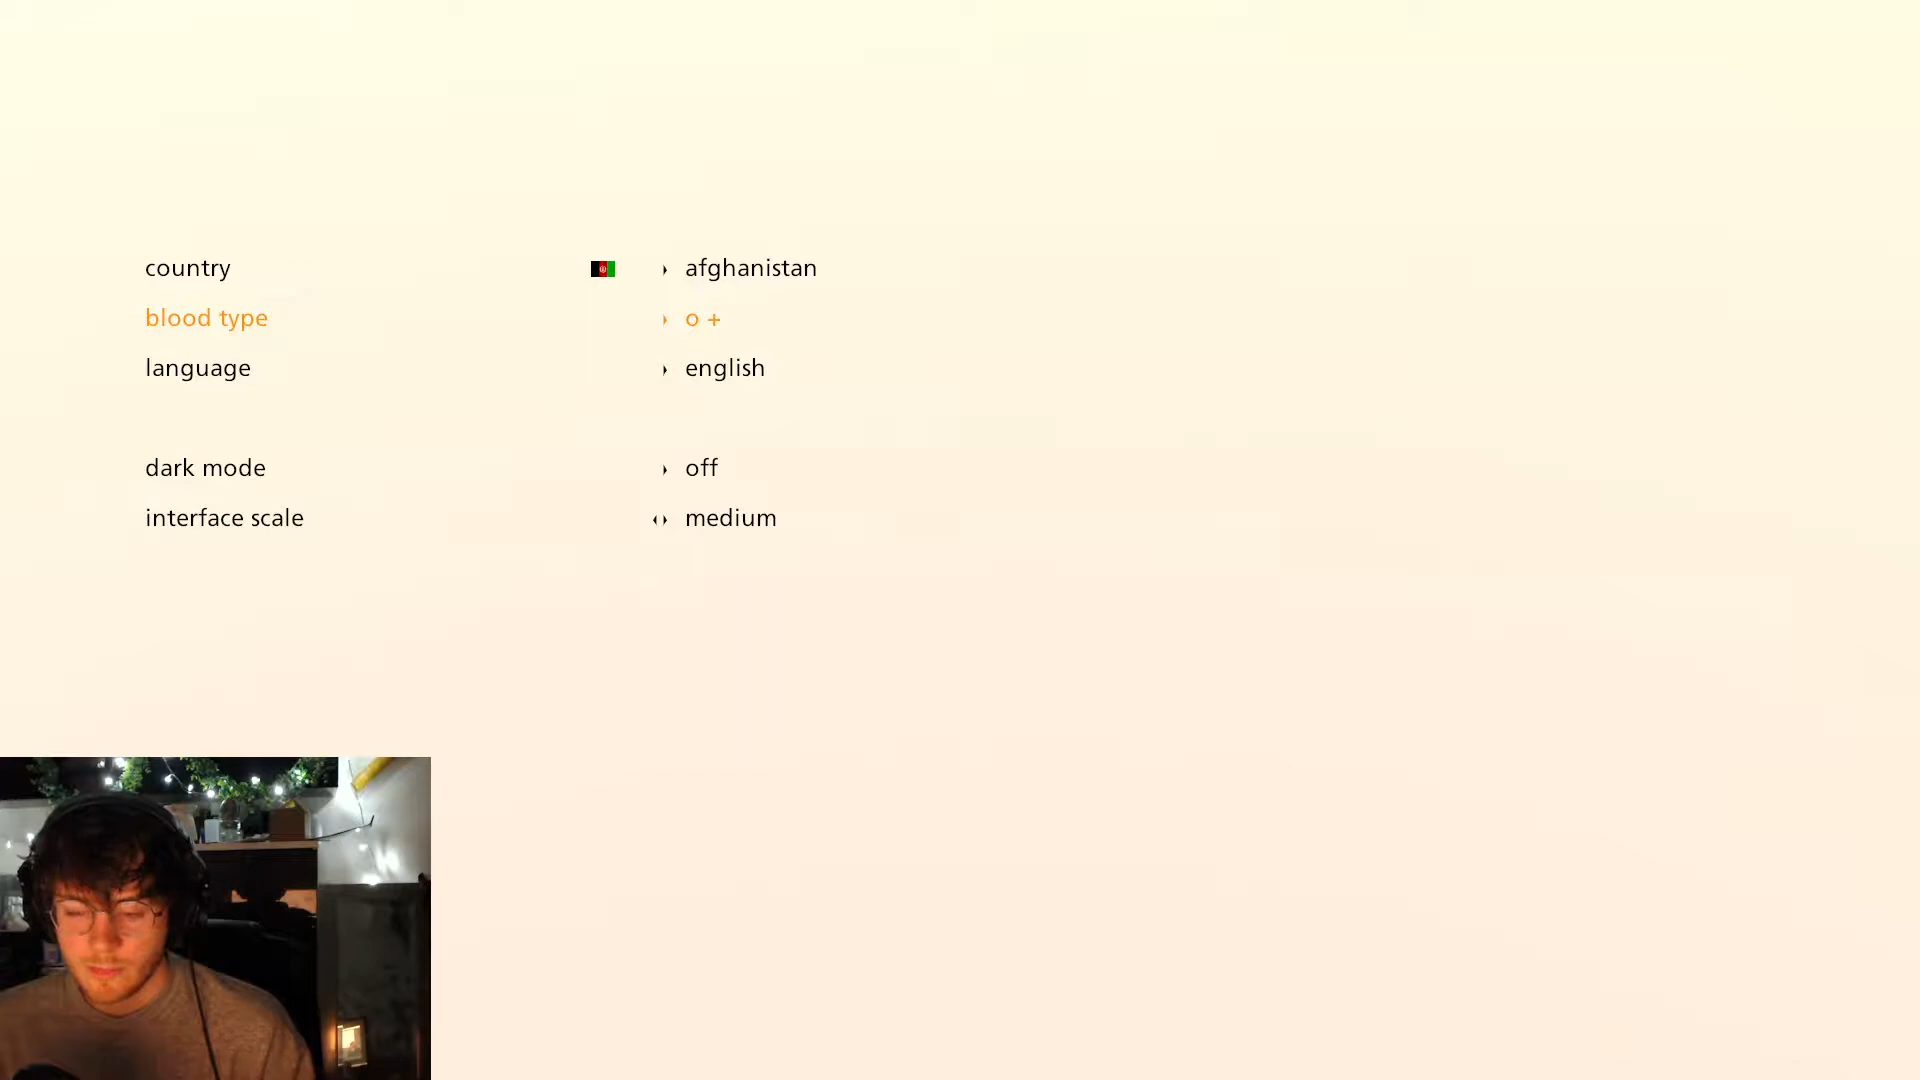 country afghanistan
blood type o +
language english
dark mode off
interface scale medium